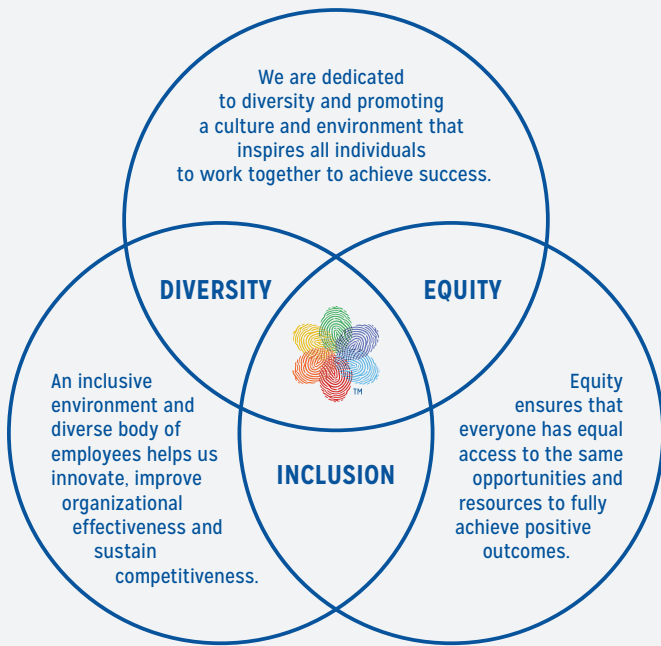 We are dedicated
to diversity and promoting
a culture and environment that
inspires all individuals
to work together to achieve success.
DIVERSITY
EQUITY
TM
An inclusive
environment and
diverse body of
employees helps us
innovate, improve
organizational
effectiveness and
sustain
competitiveness.
INCLUSION
Equity
ensures that
everyone has equal
access to the same
opportunities and
resources to fully
achieve positive
outcomes.